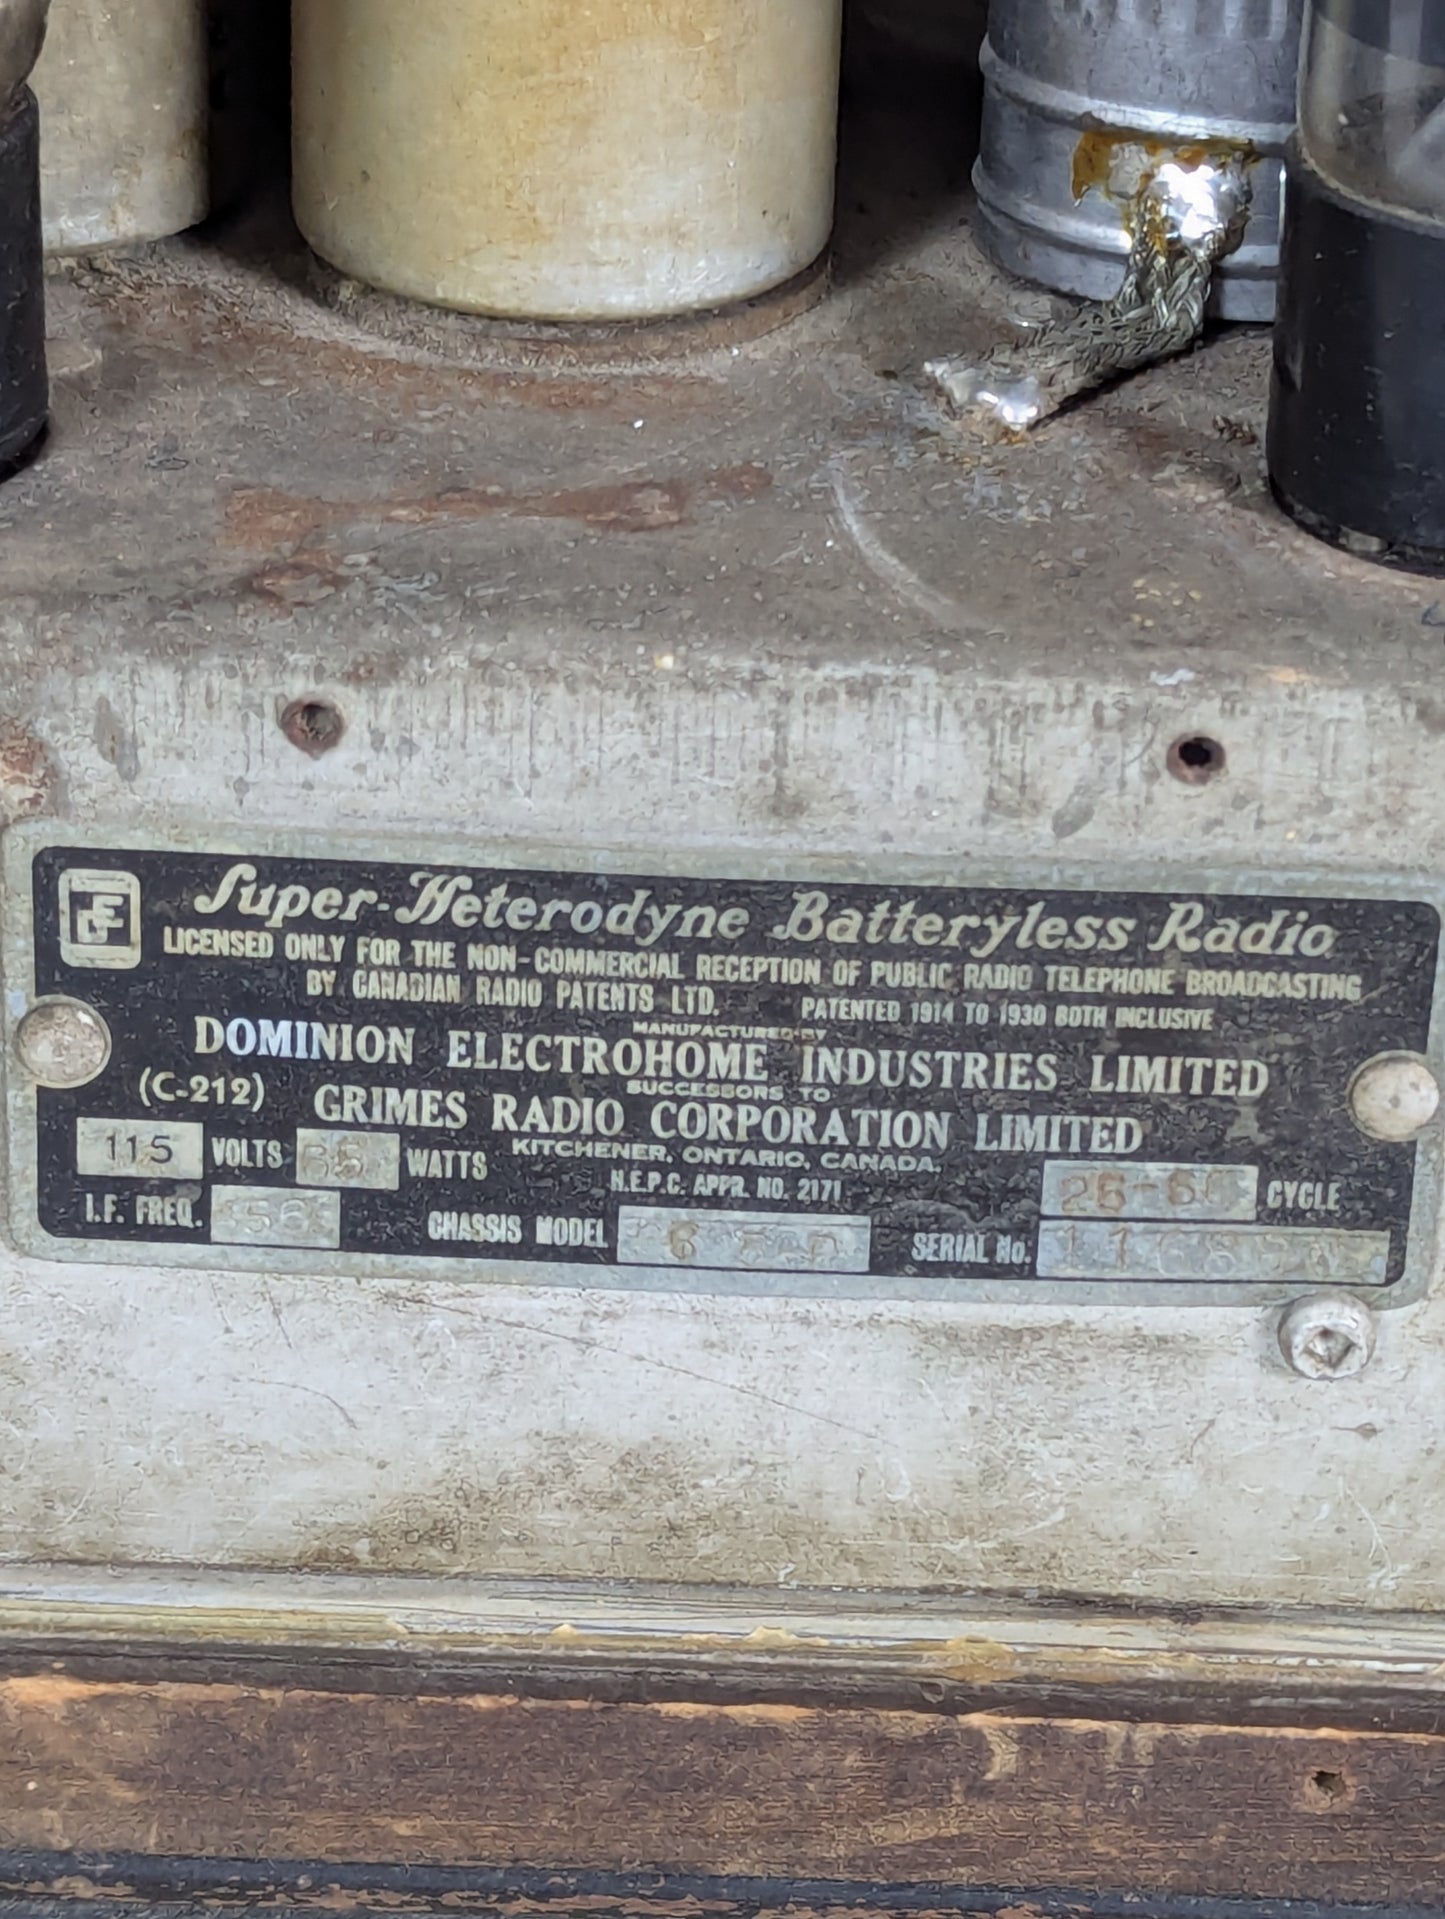 Super-Heterodyne Batteryless Radio
LICENSED ONLY FOR THE NON-COMMERCIAL RECEPTION OF PUBLIC RADIO TELEPHONE BROADCASTING
BY CANADIAN RADIO PATENTS LTD. PATENTED 1914 TO 1930 BOTH INCLUSIVE
MANUFACTURED BY
DOMINION ELECTROHOME INDUSTRIES LIMITED
SUCCESSORS TO
(C-212) GRIMES RADIO CORPORATION LIMITED
115 VOLTS WATTS KITCHENER, ONTARIO, CANADA.
H.E.P.C. APPR. NO. 2171 CYCLE
I.F. FREQ. CHASSIS MODEL SERIAL No.